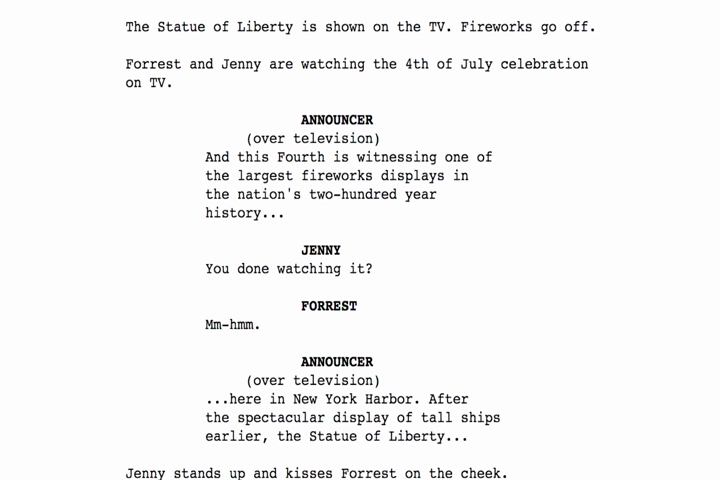 The Statue of Liberty is shown on the TV. Fireworks go off.
Forrest and Jenny are watching the 4th of July celebration
on TV.
ANNOUNCER
(over television)
And this Fourth is witnessing one of
the largest fireworks displays in
the nation's two-hundred year
history...
JENNY
You done watching it?
FORREST
Mm-hmm.
ANNOUNCER
(over television)
...here in New York Harbor. After
the spectacular display of tall ships
earlier, the Statue of Liberty...
Jenny stands up and kisses Forrest on the cheek.